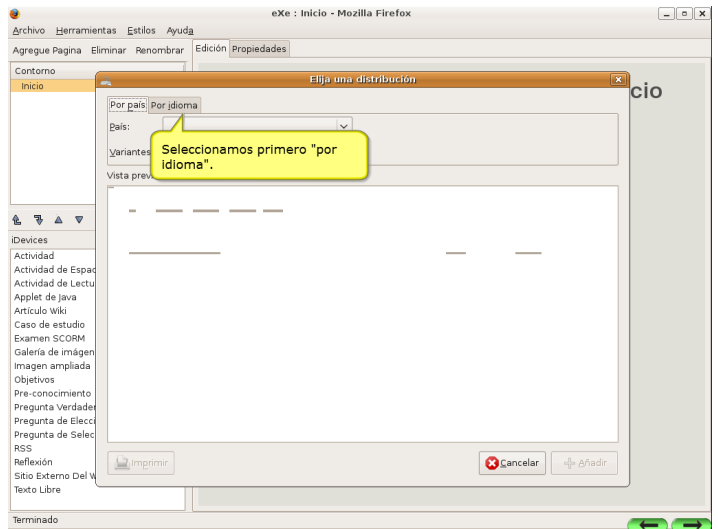 eXe : Inicio - Mozilla Firefox
Archivo Herramientas Estilos Ayuda
Agregue Pagina Eliminar Renombrar
Edición Propiedades
Contorno
Inicio
cio
Elija una distribución
Por país Por idioma
País:
Variantes
Seleccionamos primero "por
idioma".
Vista prev
iDevices
Actividad
Actividad de Espac
Actividad de Lectu
Applet de Java
Artículo Wiki
Caso de estudio
Examen SCORM
Galería de imágen
Imagen ampliada
Objetivos
Pre-conocimiento
Pregunta Verdader
Pregunta de Elecci
Pregunta de Selec
RSS
Reflexión
Sitio Externo Del W
Texto Libre
Imprimir
Cancelar
Añadir
Terminado